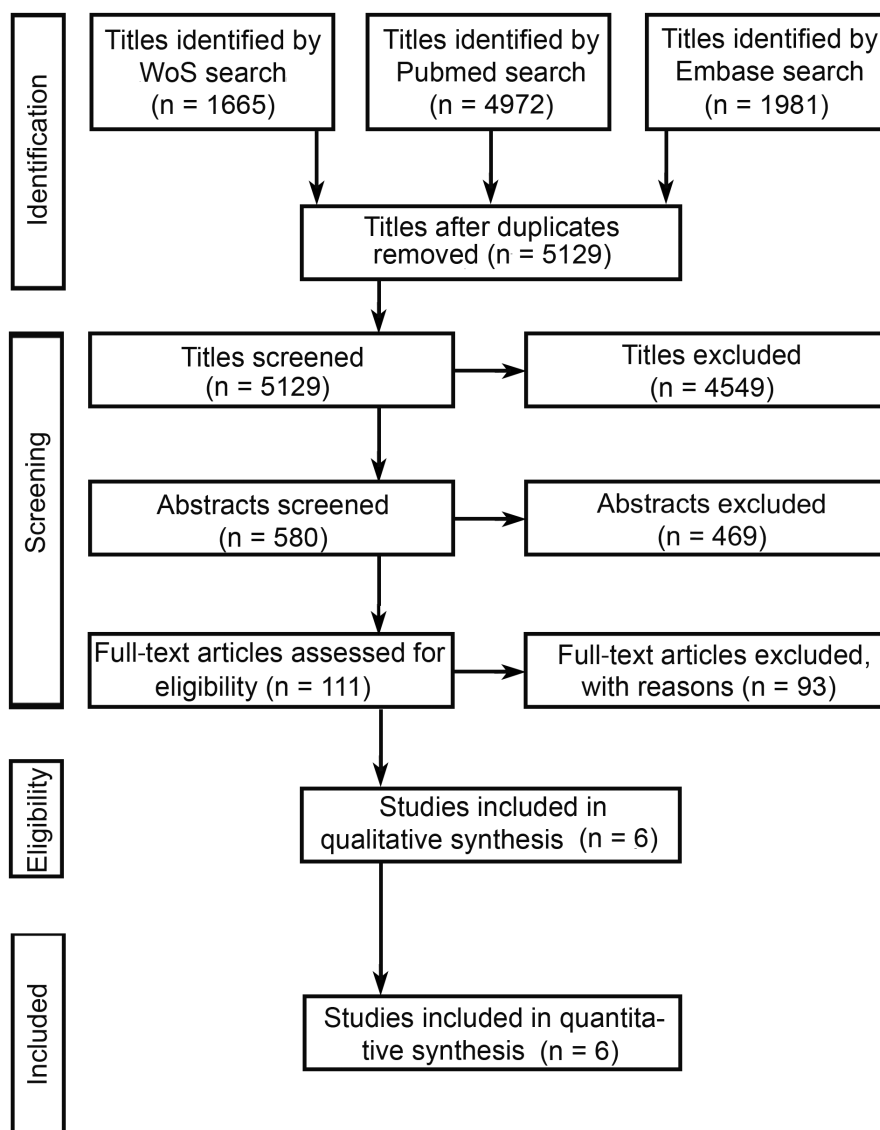 Identification
Titles identified by
WoS search
(n = 1665)
Titles identified by
Pubmed search
(n = 4972)
Titles identified by
Embase search
(n = 1981)
Titles after duplicates
removed (n = 5129)
Screening
Titles screened
(n = 5129)
Titles excluded
(n = 4549)
Abstracts screened
(n = 580)
Abstracts excluded
(n = 469)
Full-text articles assessed for
eligibility (n = 111)
Full-text articles excluded,
with reasons (n = 93)
Eligibility
Studies included in
qualitative synthesis (n = 6)
Included
Studies included in quantita-
tive synthesis (n = 6)